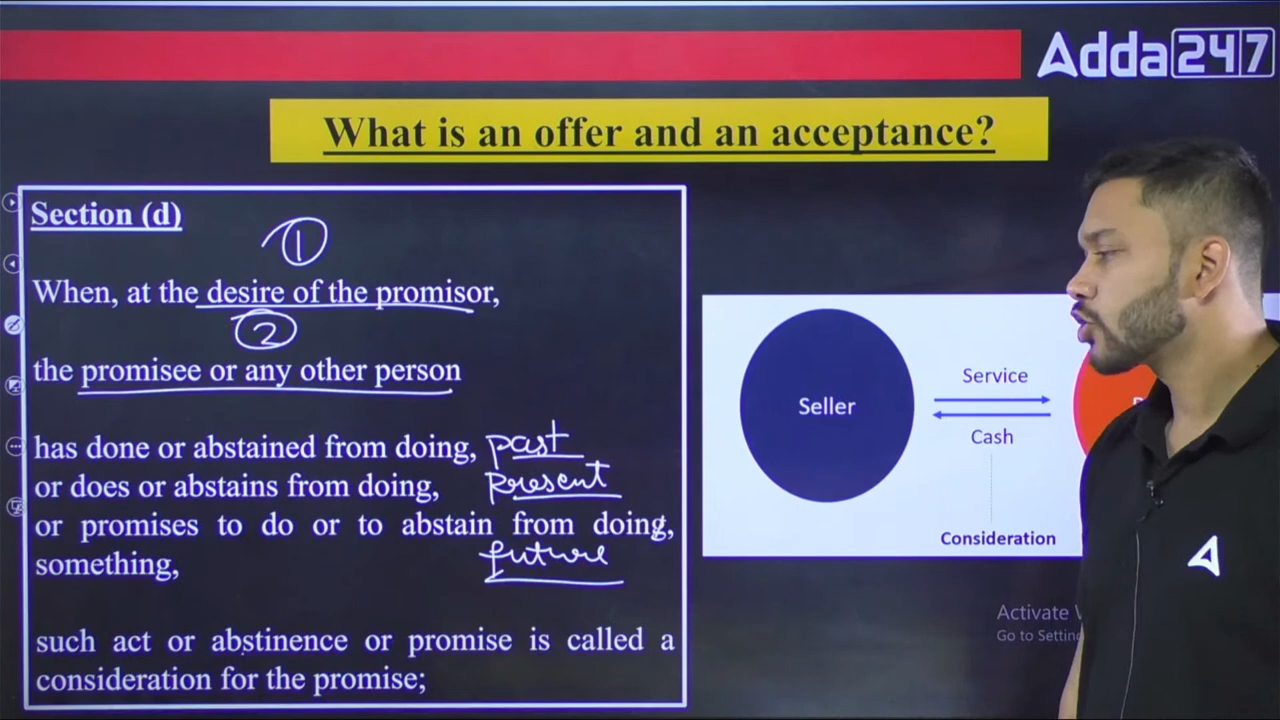 Adda247
What is an offer and an acceptance?
Section (d)
1
When, at the desire of the promisor,
2
the promisee or any other person
has done or abstained from doing, past
or does or abstains from doing, Present
or promises to do or to abstain from doing,
something, future
such act or abstinence or promise is called a
consideration for the promise;
Seller
Service
Cash
Consideration
Activate
Go to Setting